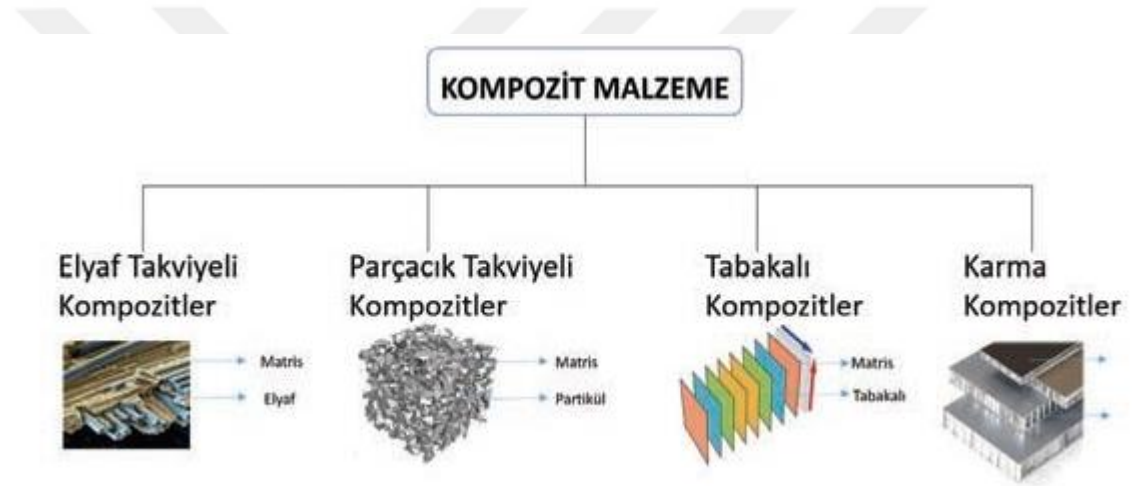 KOMPOZİT MALZEME
Elyaf Takviyeli
Kompozitler
Matris
Elyaf
Parçacık Takviyeli
Kompozitler
Matris
Partikül
Tabakalı
Kompozitler
Matris
Tabakalı
Karma
Kompozitler